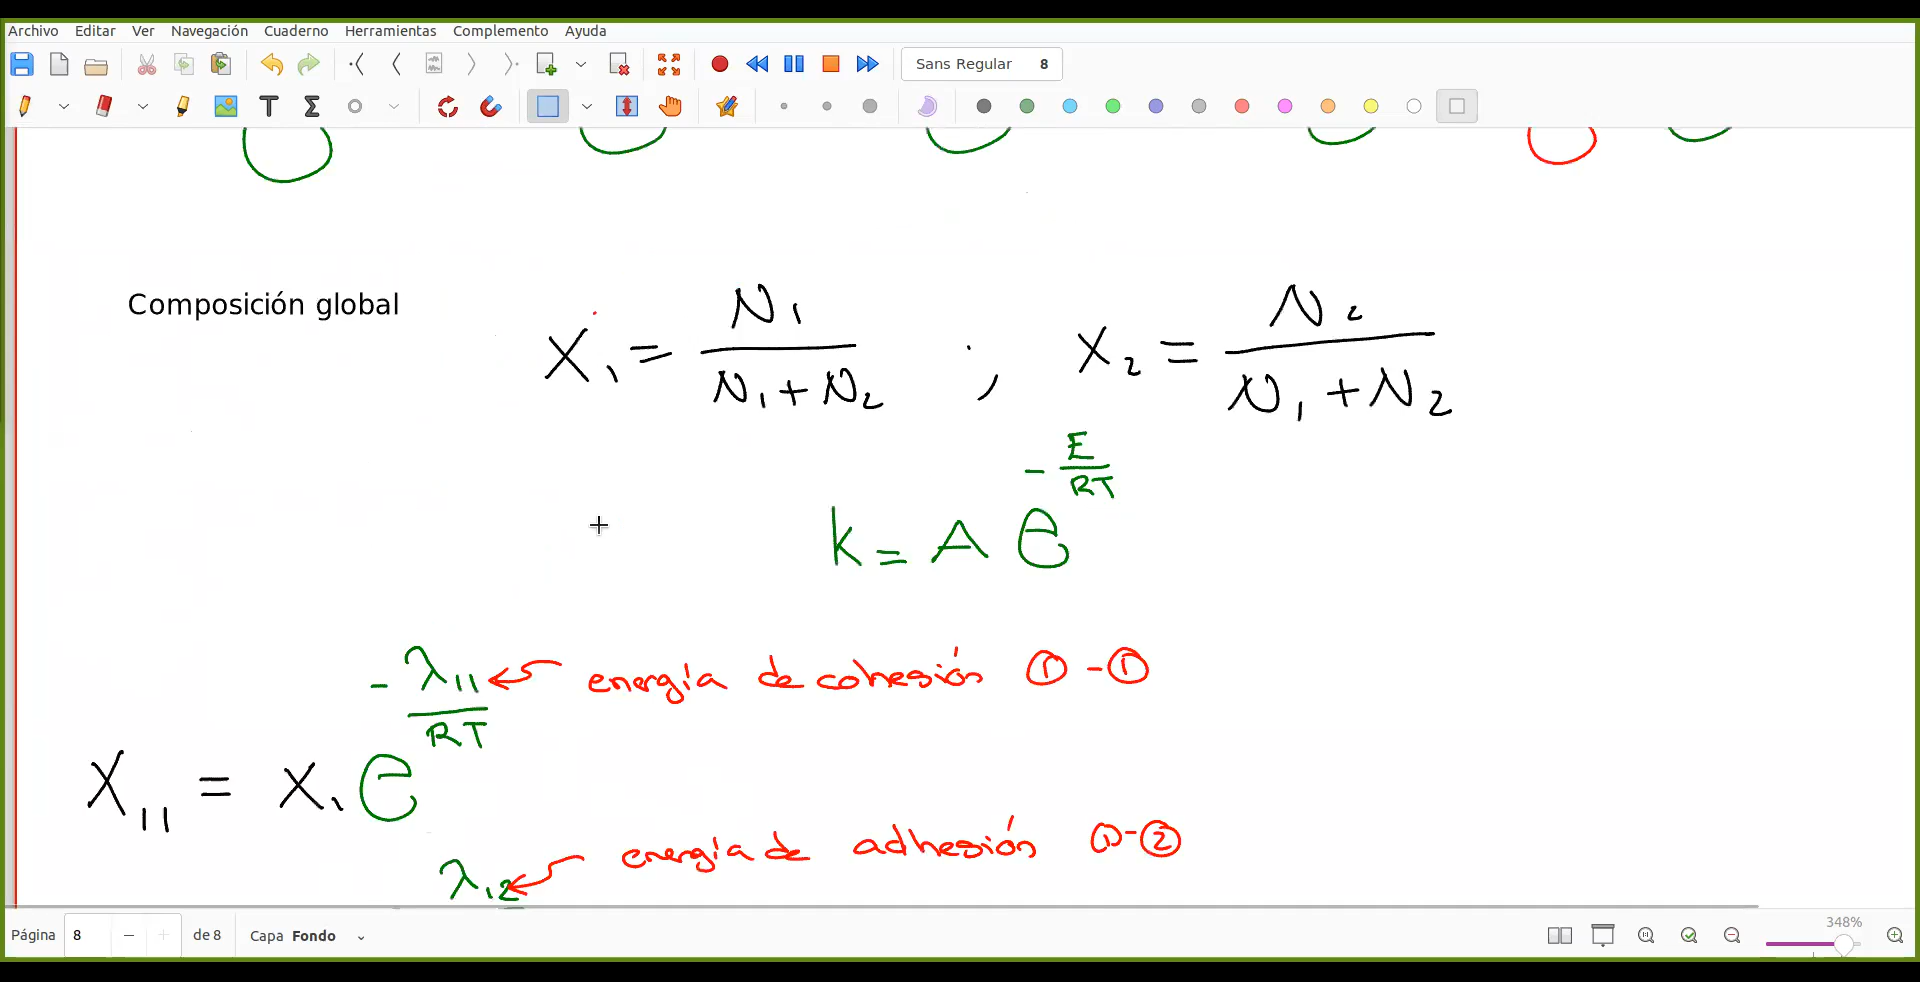 Archivo Editar Ver Navegación Cuaderno Herramientas Complemento Ayuda
Sans Regular 8
Composición global
X₁ = N₁ / (N₁ + N₂) ; X₂ = N₂ / (N₁ + N₂)
k = A e^(-E/RT)
-λ₁₁/RT energía de cohesión ① - ①
X₁₁ = X₁ e
λ₁₂ energía de adhesión ① - ②
Página 8 de 8 Capa Fondo 348%